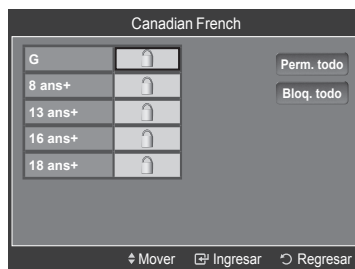 Canadian French
G
Perm. todo
8 ans+
Bloq. todo
13 ans+
16 ans+
18 ans+
Mover Ingresar Regresar